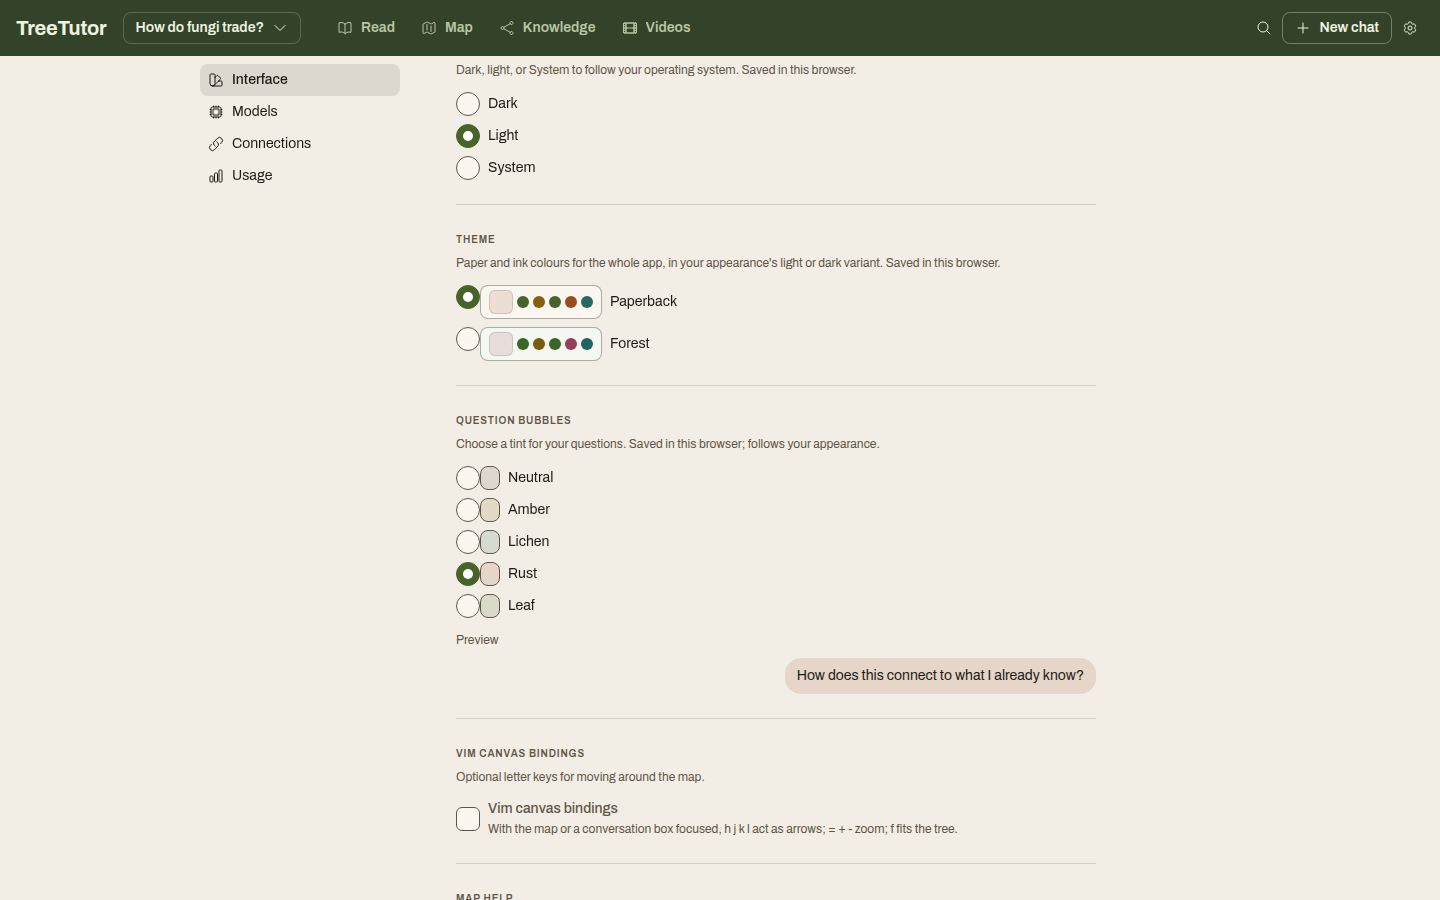 TreeTutor
How do fungi trade?
Read
Map
Knowledge
Videos
New chat
Interface
Models
Connections
Usage
Dark, light, or System to follow your operating system. Saved in this browser.
Dark
Light
System
THEME
Paper and ink colours for the whole app, in your appearance's light or dark variant. Saved in this browser.
Paperback
Forest
QUESTION BUBBLES
Choose a tint for your questions. Saved in this browser; follows your appearance.
Neutral
Amber
Lichen
Rust
Leaf
Preview
How does this connect to what I already know?
VIM CANVAS BINDINGS
Optional letter keys for moving around the map.
Vim canvas bindings
With the map or a conversation box focused, h j k l act as arrows; = + - zoom; f fits the tree.
MAP HELP